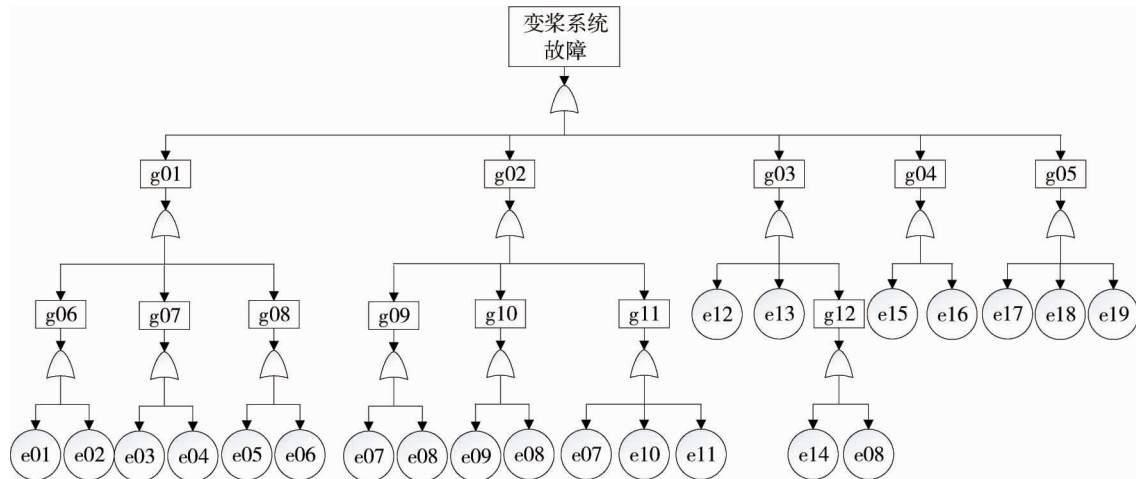 变桨系统
故障
g01
g02
g03
g04
g05
g06
g07
g08
g09
g10
g11
e12
e13
g12
e15
e16
e17
e18
e19
e01
e02
e03
e04
e05
e06
e07
e08
e09
e08
e07
e10
e11
e14
e08